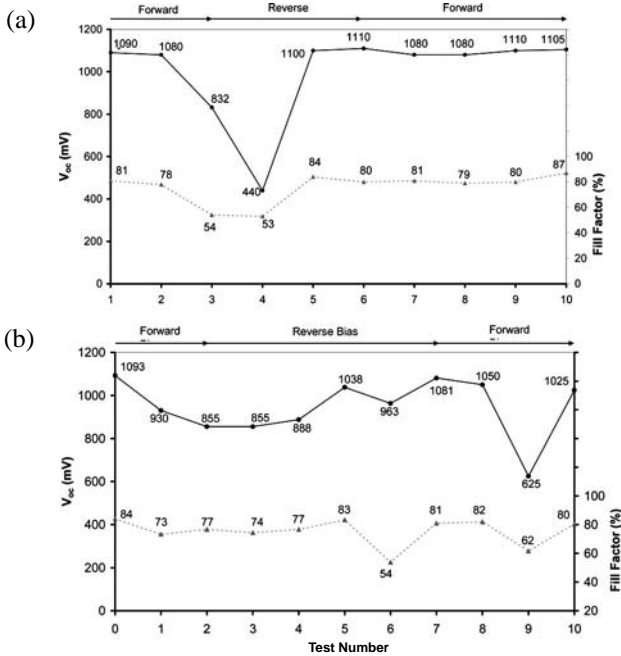 (a)
Forward Reverse Forward
1200
1000
800
600
400
200
0
V_oc (mV)
1090 1080 832 440 1100 1110 1080 1080 1110 1105
81 78 54 53 84 80 81 79 80 87
100
80
60
40
20
0
Fill Factor (%)
1 2 3 4 5 6 7 8 9 10
(b)
Forward Reverse Bias Forward
1200
1000
800
600
400
200
0
V_oc (mV)
1093 930 855 855 888 1038 963 1081 1050 625 1025
84 73 77 74 77 83 54 81 82 62 80
100
80
60
40
20
Fill Factor (%)
0 1 2 3 4 5 6 7 8 9 10
Test Number